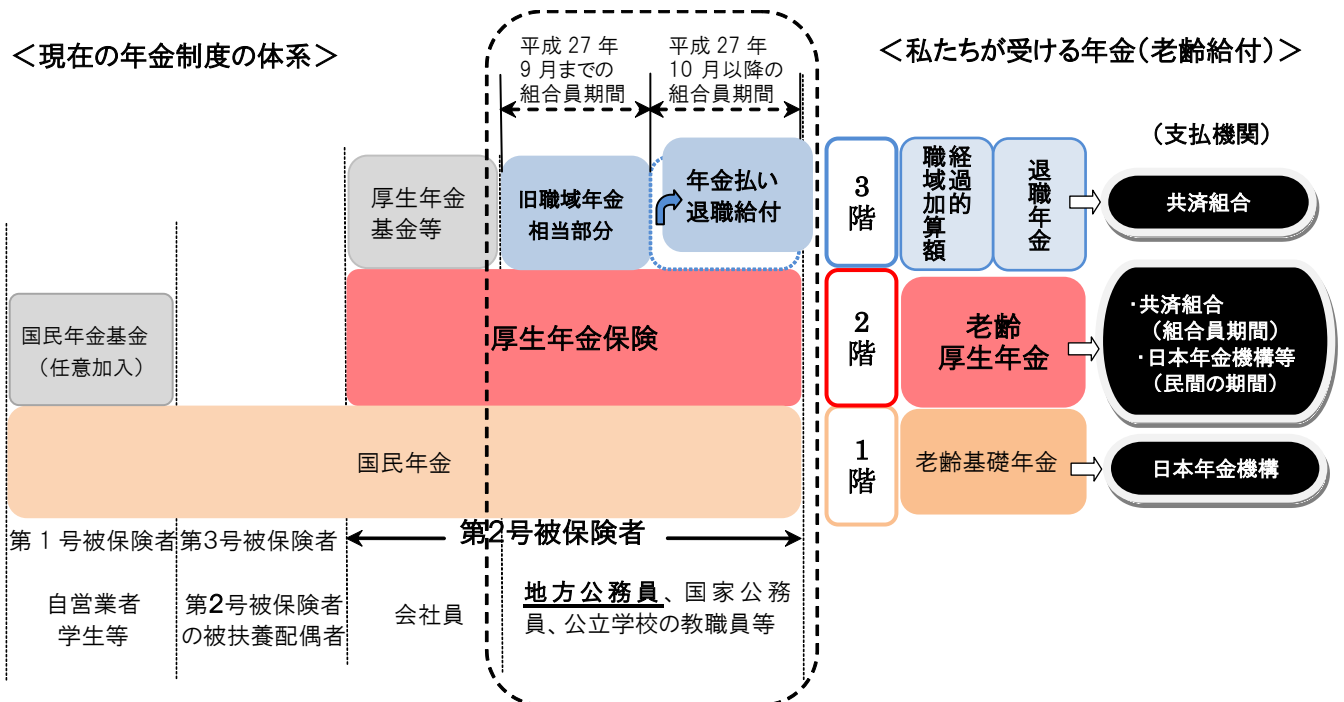 ＜現在の年金制度の体系＞
平成 27 年
9 月までの
組合員期間
平成 27 年
10 月以降の
組合員期間
＜私たちが受ける年金（老齢給付）＞
（支払機関）
厚生年金
基金等
旧職域年金
相当部分
年金払い
退職給付
3
階
経過的
職域加算額
退職年金
共済組合
国民年金基金
（任意加入）
厚生年金保険
2
階
老齢
厚生年金
・共済組合
（組合員期間）
・日本年金機構等
（民間の期間）
国民年金
1
階
老齢基礎年金
日本年金機構
第 1 号被保険者
第3号被保険者
第2号被保険者
自営業者
学生等
第2号被保険者
の被扶養配偶者
会社員
地方公務員、国家公務
員、公立学校の教職員等